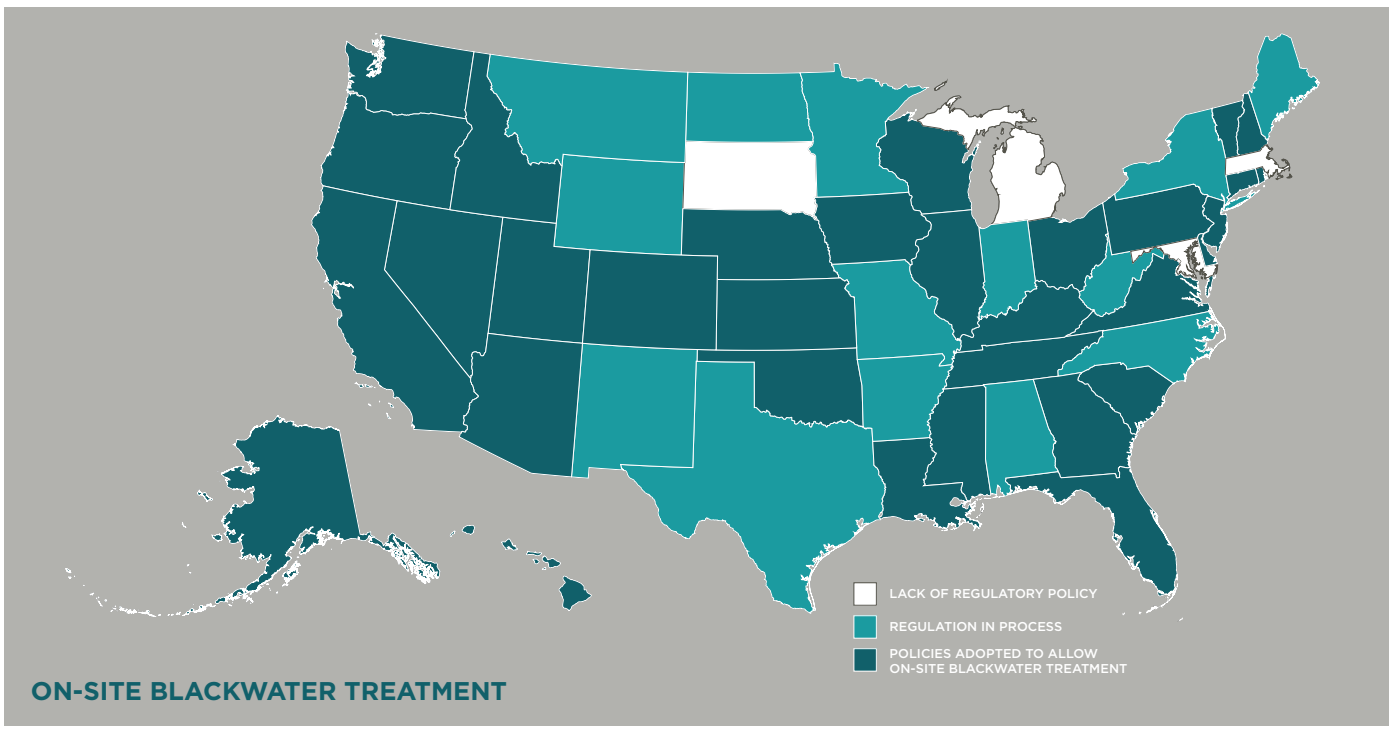 LACK OF REGULATORY POLICY
REGULATION IN PROCESS
POLICIES ADOPTED TO ALLOW
ON-SITE BLACKWATER TREATMENT
ON-SITE BLACKWATER TREATMENT